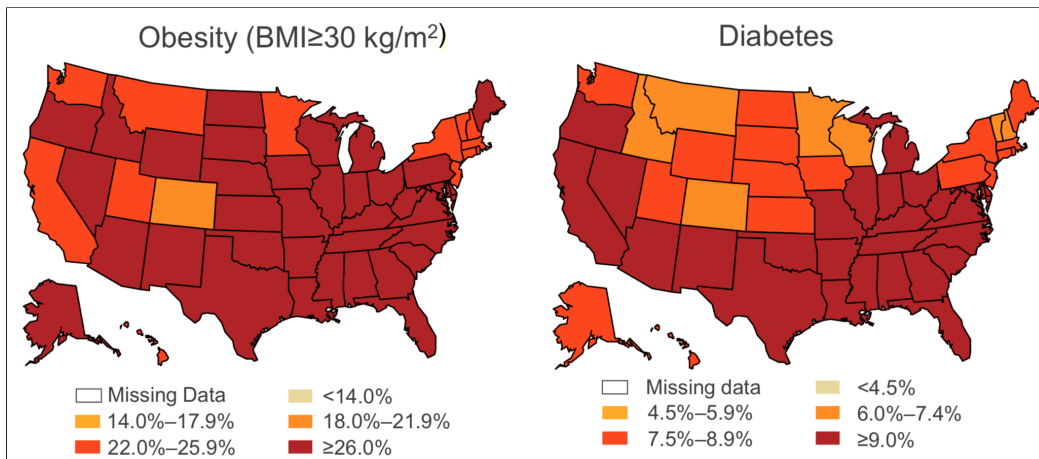 Obesity (BMI≥30 kg/m²)
Diabetes
Missing Data
<14.0%
14.0%–17.9%
18.0%–21.9%
22.0%–25.9%
≥26.0%
Missing data
<4.5%
4.5%–5.9%
6.0%–7.4%
7.5%–8.9%
≥9.0%